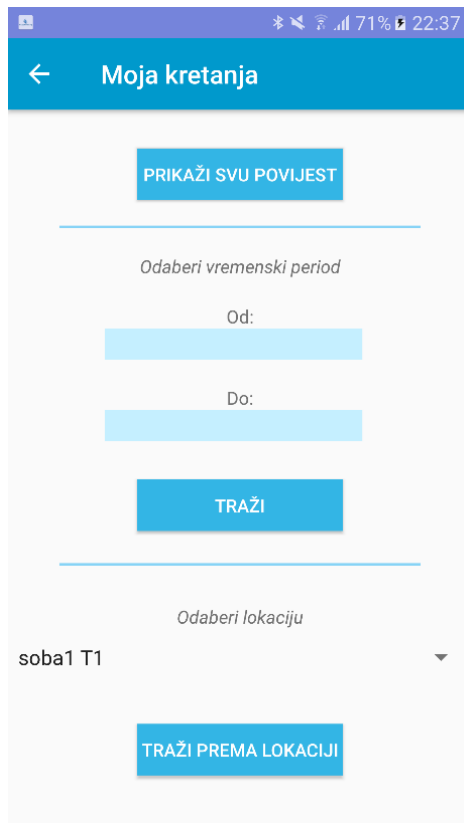 71% 22:37
Moja kretanja
PRIKAŽI SVU POVIJEST
Odaberi vremenski period
Od:
Do:
TRAŽI
Odaberi lokaciju
soba1 T1
TRAŽI PREMA LOKACIJI